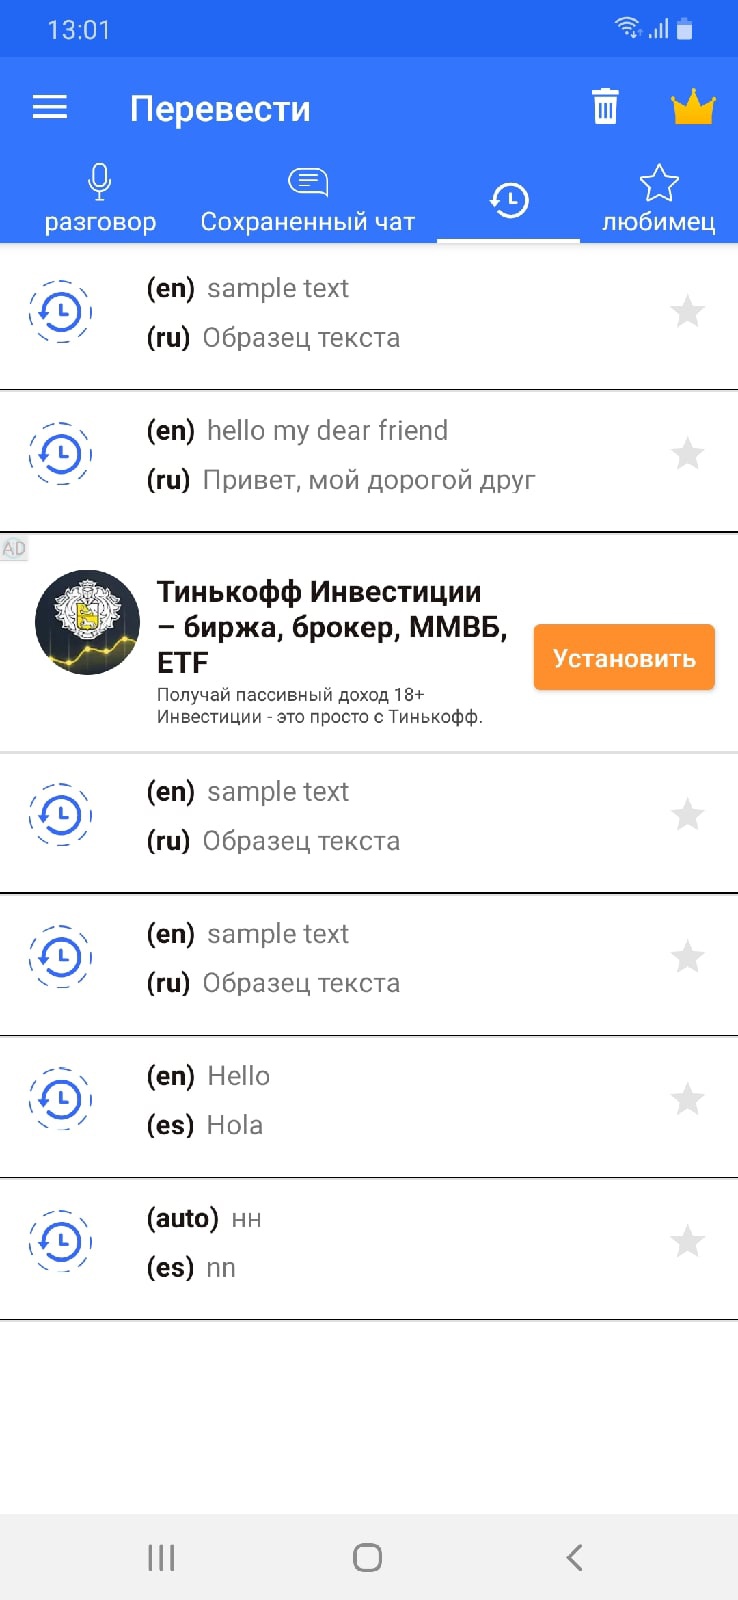 13:01
Перевести
разговор
Сохраненный чат
любимец
(en) sample text
(ru) Образец текста
(en) hello my dear friend
(ru) Привет, мой дорогой друг
AD
Тинькофф Инвестиции
– биржа, брокер, ММВБ,
ETF
Получай пассивный доход 18+
Инвестиции - это просто с Тинькофф.
Установить
(en) sample text
(ru) Образец текста
(en) sample text
(ru) Образец текста
(en) Hello
(es) Hola
(auto) нн
(es) nn